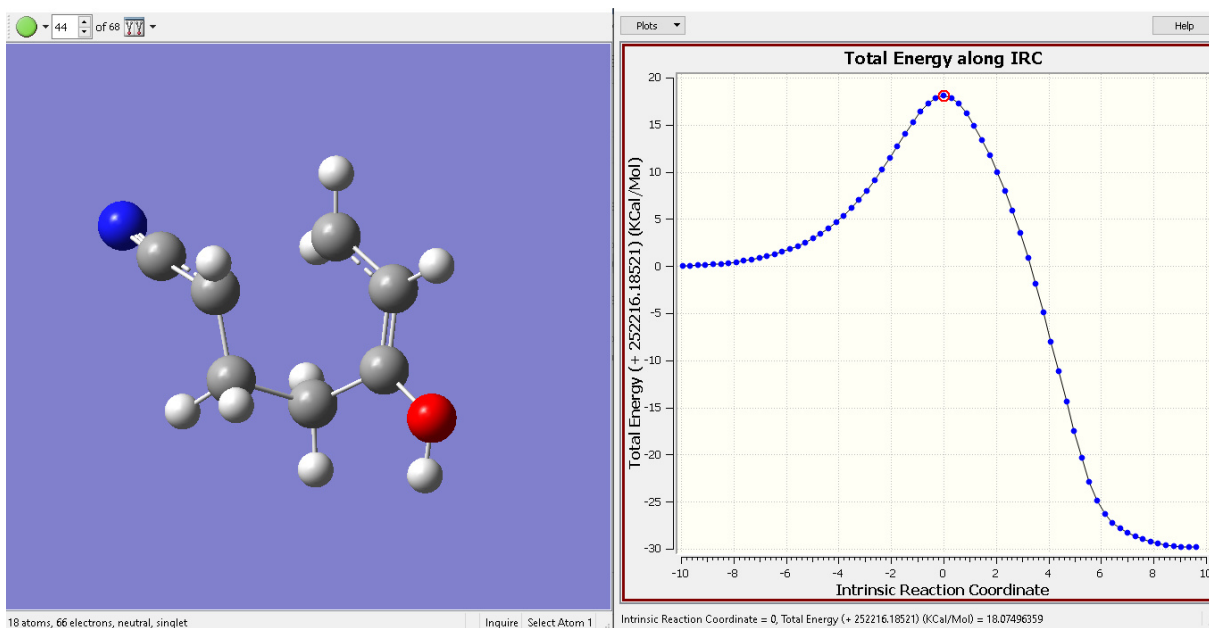 44 of 68
18 atoms, 66 electrons, neutral, singlet
Inquire Select Atom 1
Plots
Help
Total Energy along IRC
Total Energy (+ 252216.18521) (KCal/Mol)
20
15
10
5
0
-5
-10
-15
-20
-25
-30
-10 -8 -6 -4 -2 0 2 4 6 8 10
Intrinsic Reaction Coordinate
Intrinsic Reaction Coordinate = 0, Total Energy (+ 252216.18521) (KCal/Mol) = 18.07496359